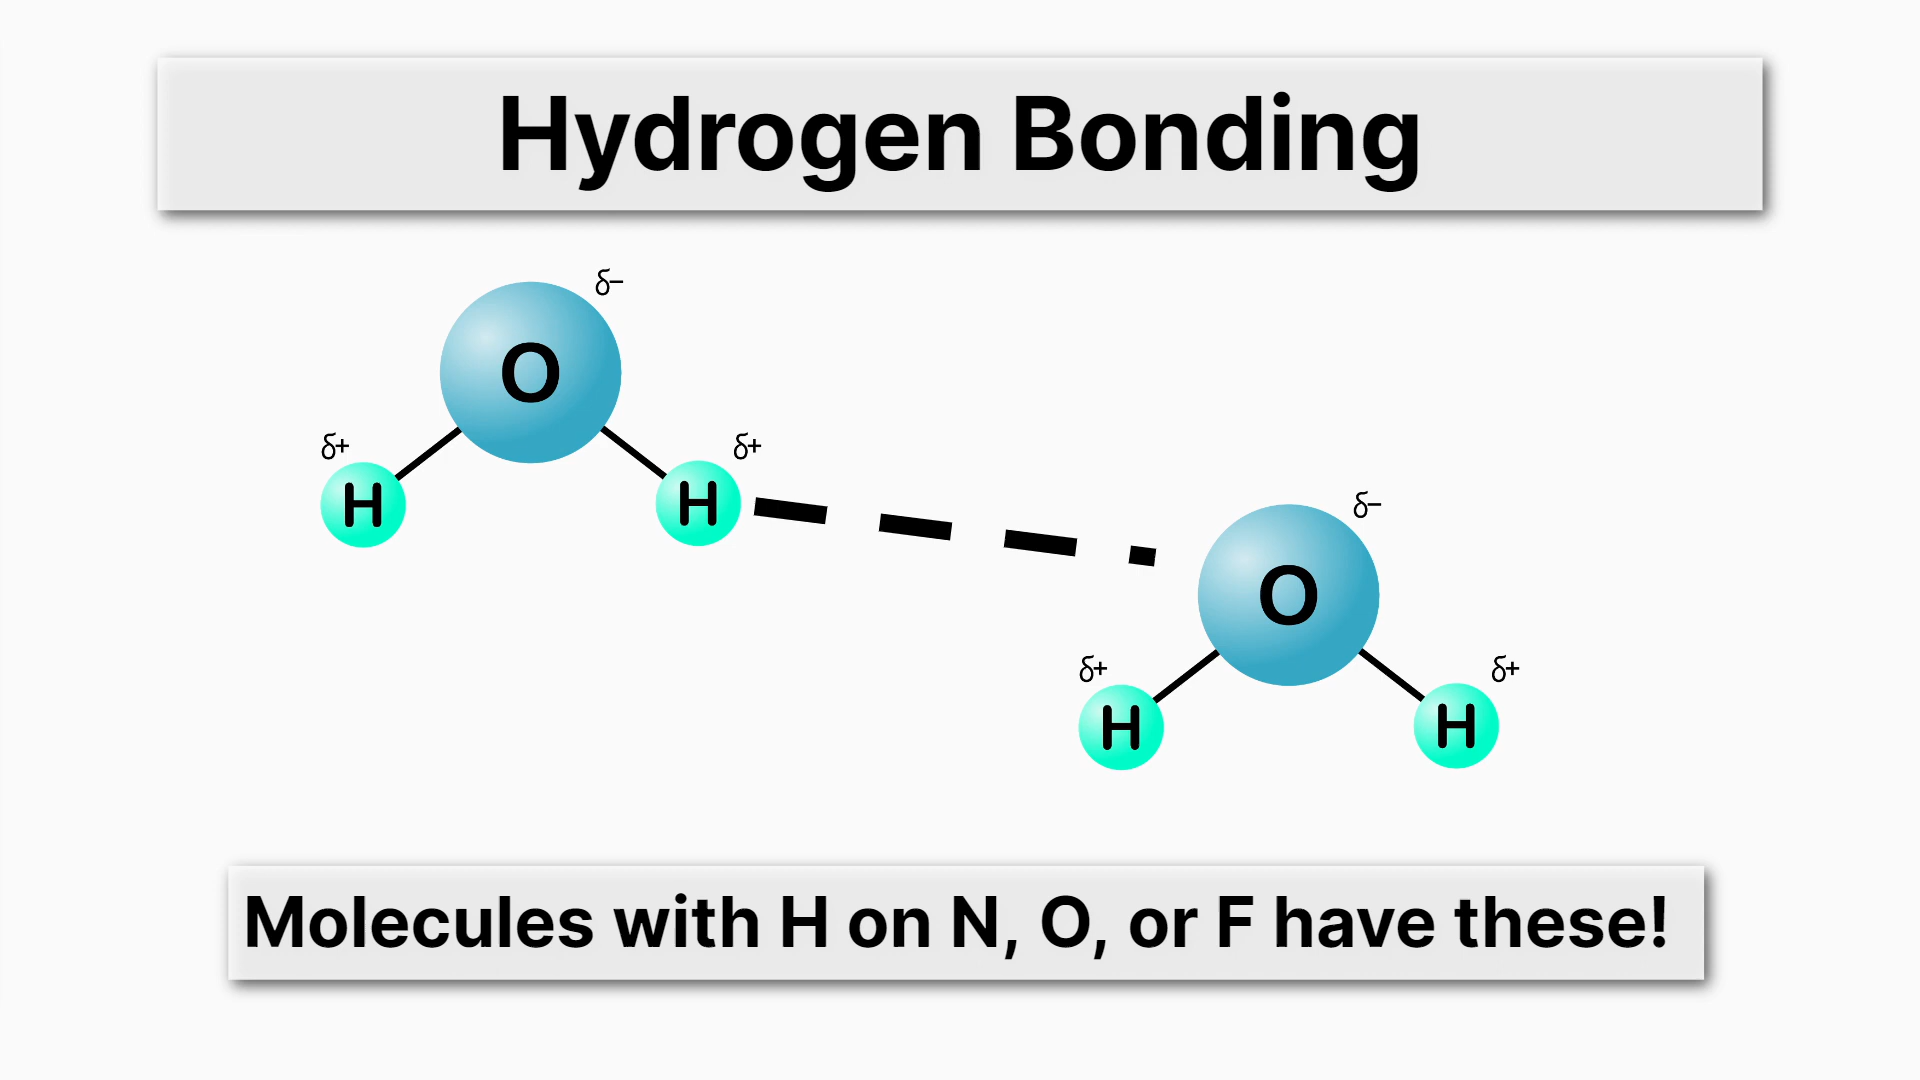 Hydrogen Bonding
δ−
O
δ+
δ+
H
H
δ−
O
δ+
δ+
H
H
Molecules with H on N, O, or F have these!